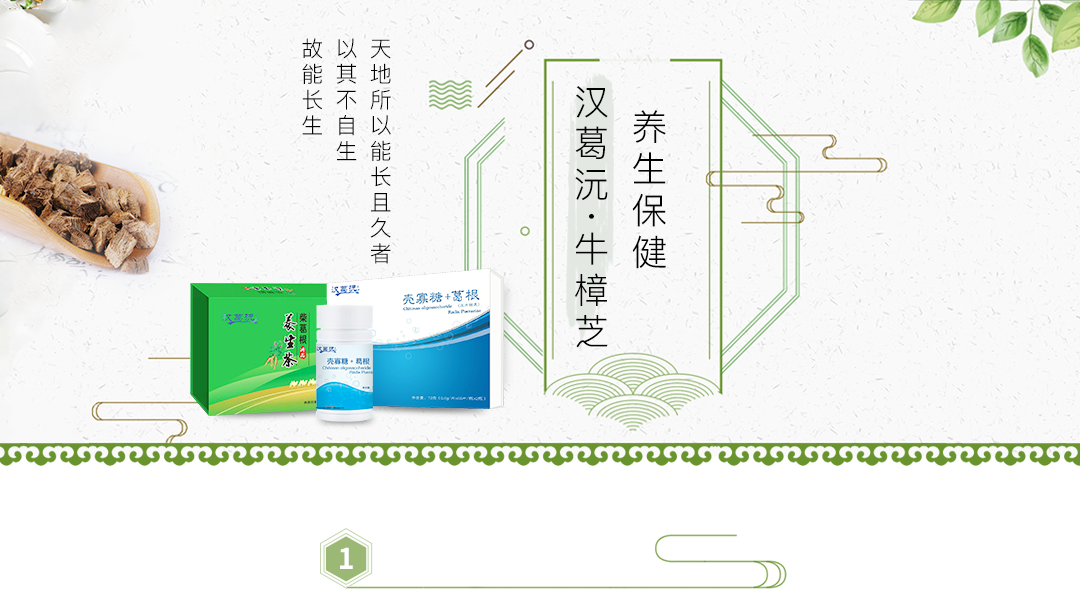 养生保健
汉葛沅·牛樟芝
天地所以能长且久者
以其不自生
故能长生
汉葛沅
柴葛根
养生茶
汉葛沅
壳寡糖·葛根
Chitosan oligosaccharide
Radix Puerariae
汉葛沅
壳寡糖+葛根
Chitosan oligosaccharide
Radix Puerariae
1